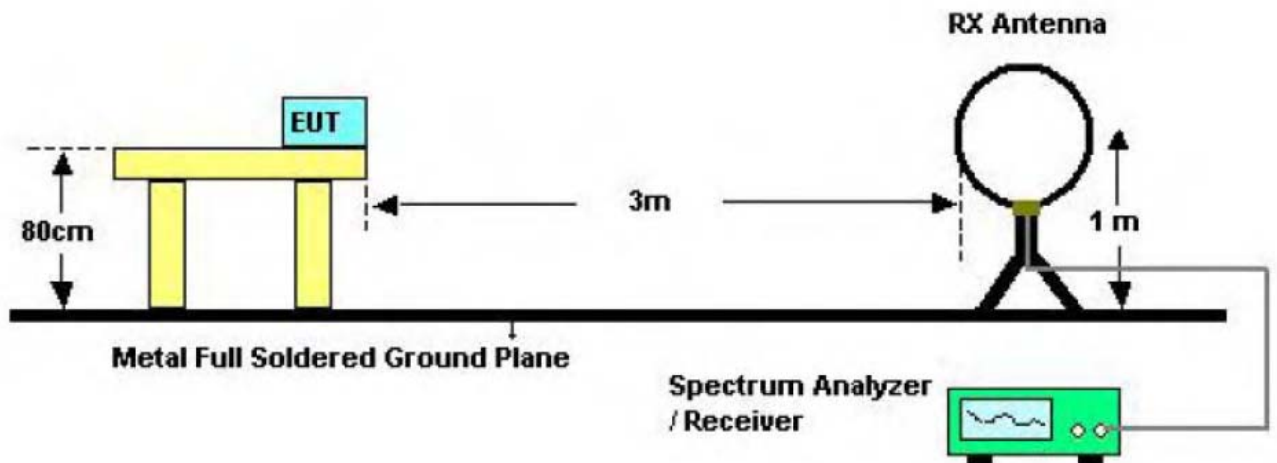 RX Antenna
EUT
80cm
3m
1 m
Metal Full Soldered Ground Plane
Spectrum Analyzer
/ Receiver